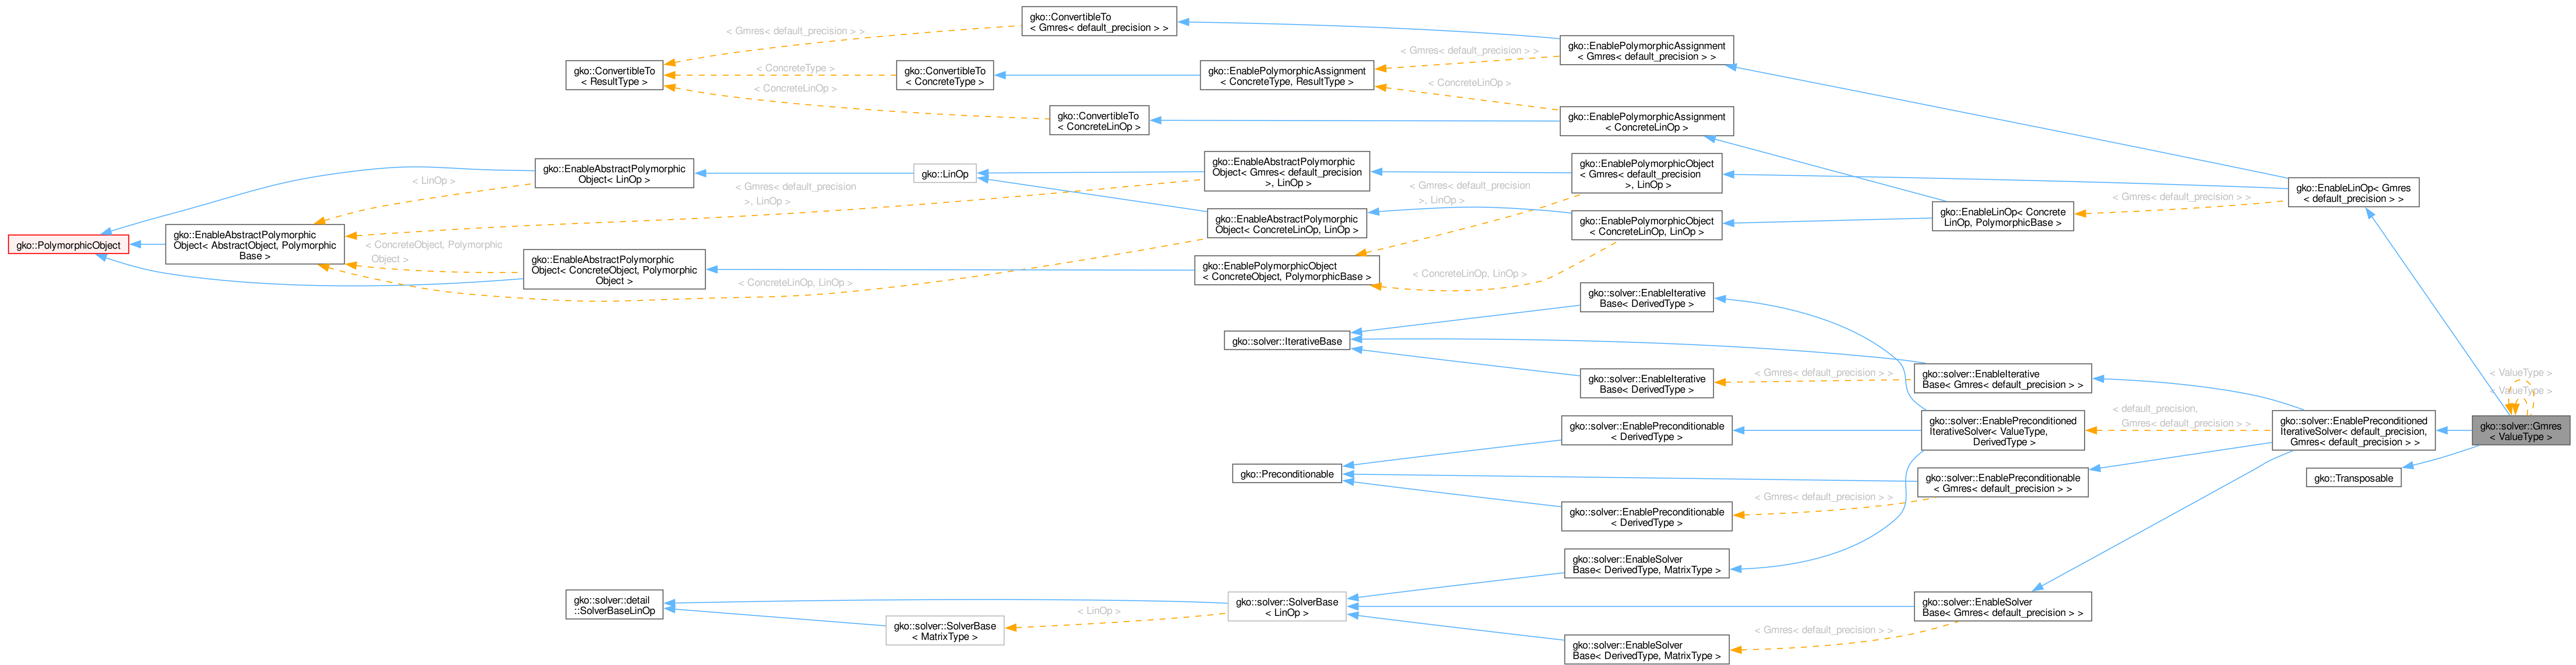 gko::ConvertibleTo
< Gmres< default_precision > >
< Gmres< default_precision > >
gko::EnablePolymorphicAssignment
< Gmres< default_precision > >
< Gmres< default_precision > >
gko::ConvertibleTo
< ResultType >
< ConcreteType >
gko::ConvertibleTo
< ConcreteType >
gko::EnablePolymorphicAssignment
< ConcreteType, ResultType >
< ConcreteLinOp >
< ConcreteLinOp >
gko::ConvertibleTo
< ConcreteLinOp >
gko::EnablePolymorphicAssignment
< ConcreteLinOp >
gko::EnableAbstractPolymorphic
Object< LinOp >
gko::LinOp
gko::EnableAbstractPolymorphic
Object< Gmres< default_precision
>, LinOp >
gko::EnablePolymorphicObject
< Gmres< default_precision
>, LinOp >
< LinOp >
< Gmres< default_precision
>, LinOp >
< Gmres< default_precision
>, LinOp >
gko::EnableLinOp< Gmres
< default_precision > >
< Gmres< default_precision > >
gko::EnableLinOp< Concrete
LinOp, PolymorphicBase >
gko::EnableAbstractPolymorphic
Object< ConcreteLinOp, LinOp >
gko::EnablePolymorphicObject
< ConcreteLinOp, LinOp >
gko::PolymorphicObject
gko::EnableAbstractPolymorphic
Object< AbstractObject, Polymorphic
Base >
< ConcreteObject, Polymorphic
Object >
gko::EnableAbstractPolymorphic
Object< ConcreteObject, Polymorphic
Object >
< ConcreteLinOp, LinOp >
gko::EnablePolymorphicObject
< ConcreteObject, PolymorphicBase >
< ConcreteLinOp, LinOp >
gko::solver::EnableIterative
Base< DerivedType >
gko::solver::IterativeBase
gko::solver::EnableIterative
Base< DerivedType >
< Gmres< default_precision > >
gko::solver::EnableIterative
Base< Gmres< default_precision > >
< ValueType >
< ValueType >
gko::solver::EnablePreconditionable
< DerivedType >
gko::solver::EnablePreconditioned
IterativeSolver< ValueType,
DerivedType >
< default_precision,
Gmres< default_precision > >
gko::solver::EnablePreconditioned
IterativeSolver< default_precision,
Gmres< default_precision > >
gko::solver::Gmres
< ValueType >
gko::Preconditionable
gko::solver::EnablePreconditionable
< Gmres< default_precision > >
gko::Transposable
< Gmres< default_precision > >
gko::solver::EnablePreconditionable
< DerivedType >
gko::solver::EnableSolver
Base< DerivedType, MatrixType >
gko::solver::detail
::SolverBaseLinOp
gko::solver::SolverBase
< MatrixType >
< LinOp >
gko::solver::SolverBase
< LinOp >
gko::solver::EnableSolver
Base< Gmres< default_precision > >
< Gmres< default_precision > >
gko::solver::EnableSolver
Base< DerivedType, MatrixType >